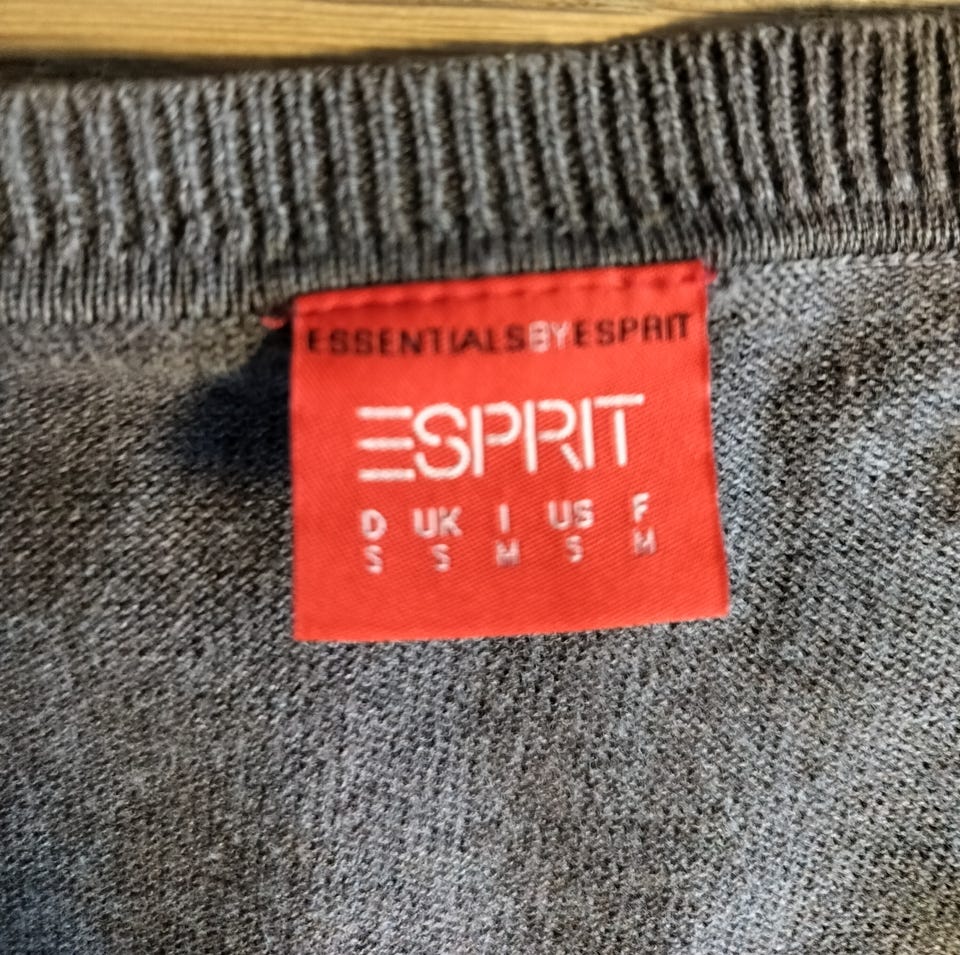 ESSENTIALSBYESPRIT
ESPRIT
D UK I US F
S S M S M